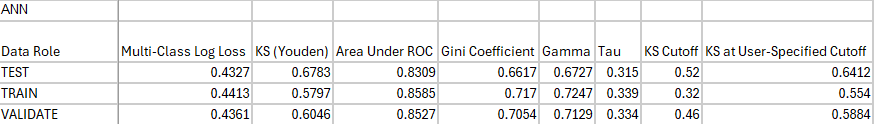 ANN
Data Role Multi-Class Log Loss KS (Youden) Area Under ROC Gini Coefficient Gamma Tau KS Cutoff KS at User-Specified Cutoff
TEST 0.4327 0.6783 0.8309 0.6617 0.6727 0.315 0.52 0.6412
TRAIN 0.4413 0.5797 0.8585 0.717 0.7247 0.339 0.32 0.554
VALIDATE 0.4361 0.6046 0.8527 0.7054 0.7129 0.334 0.46 0.5884